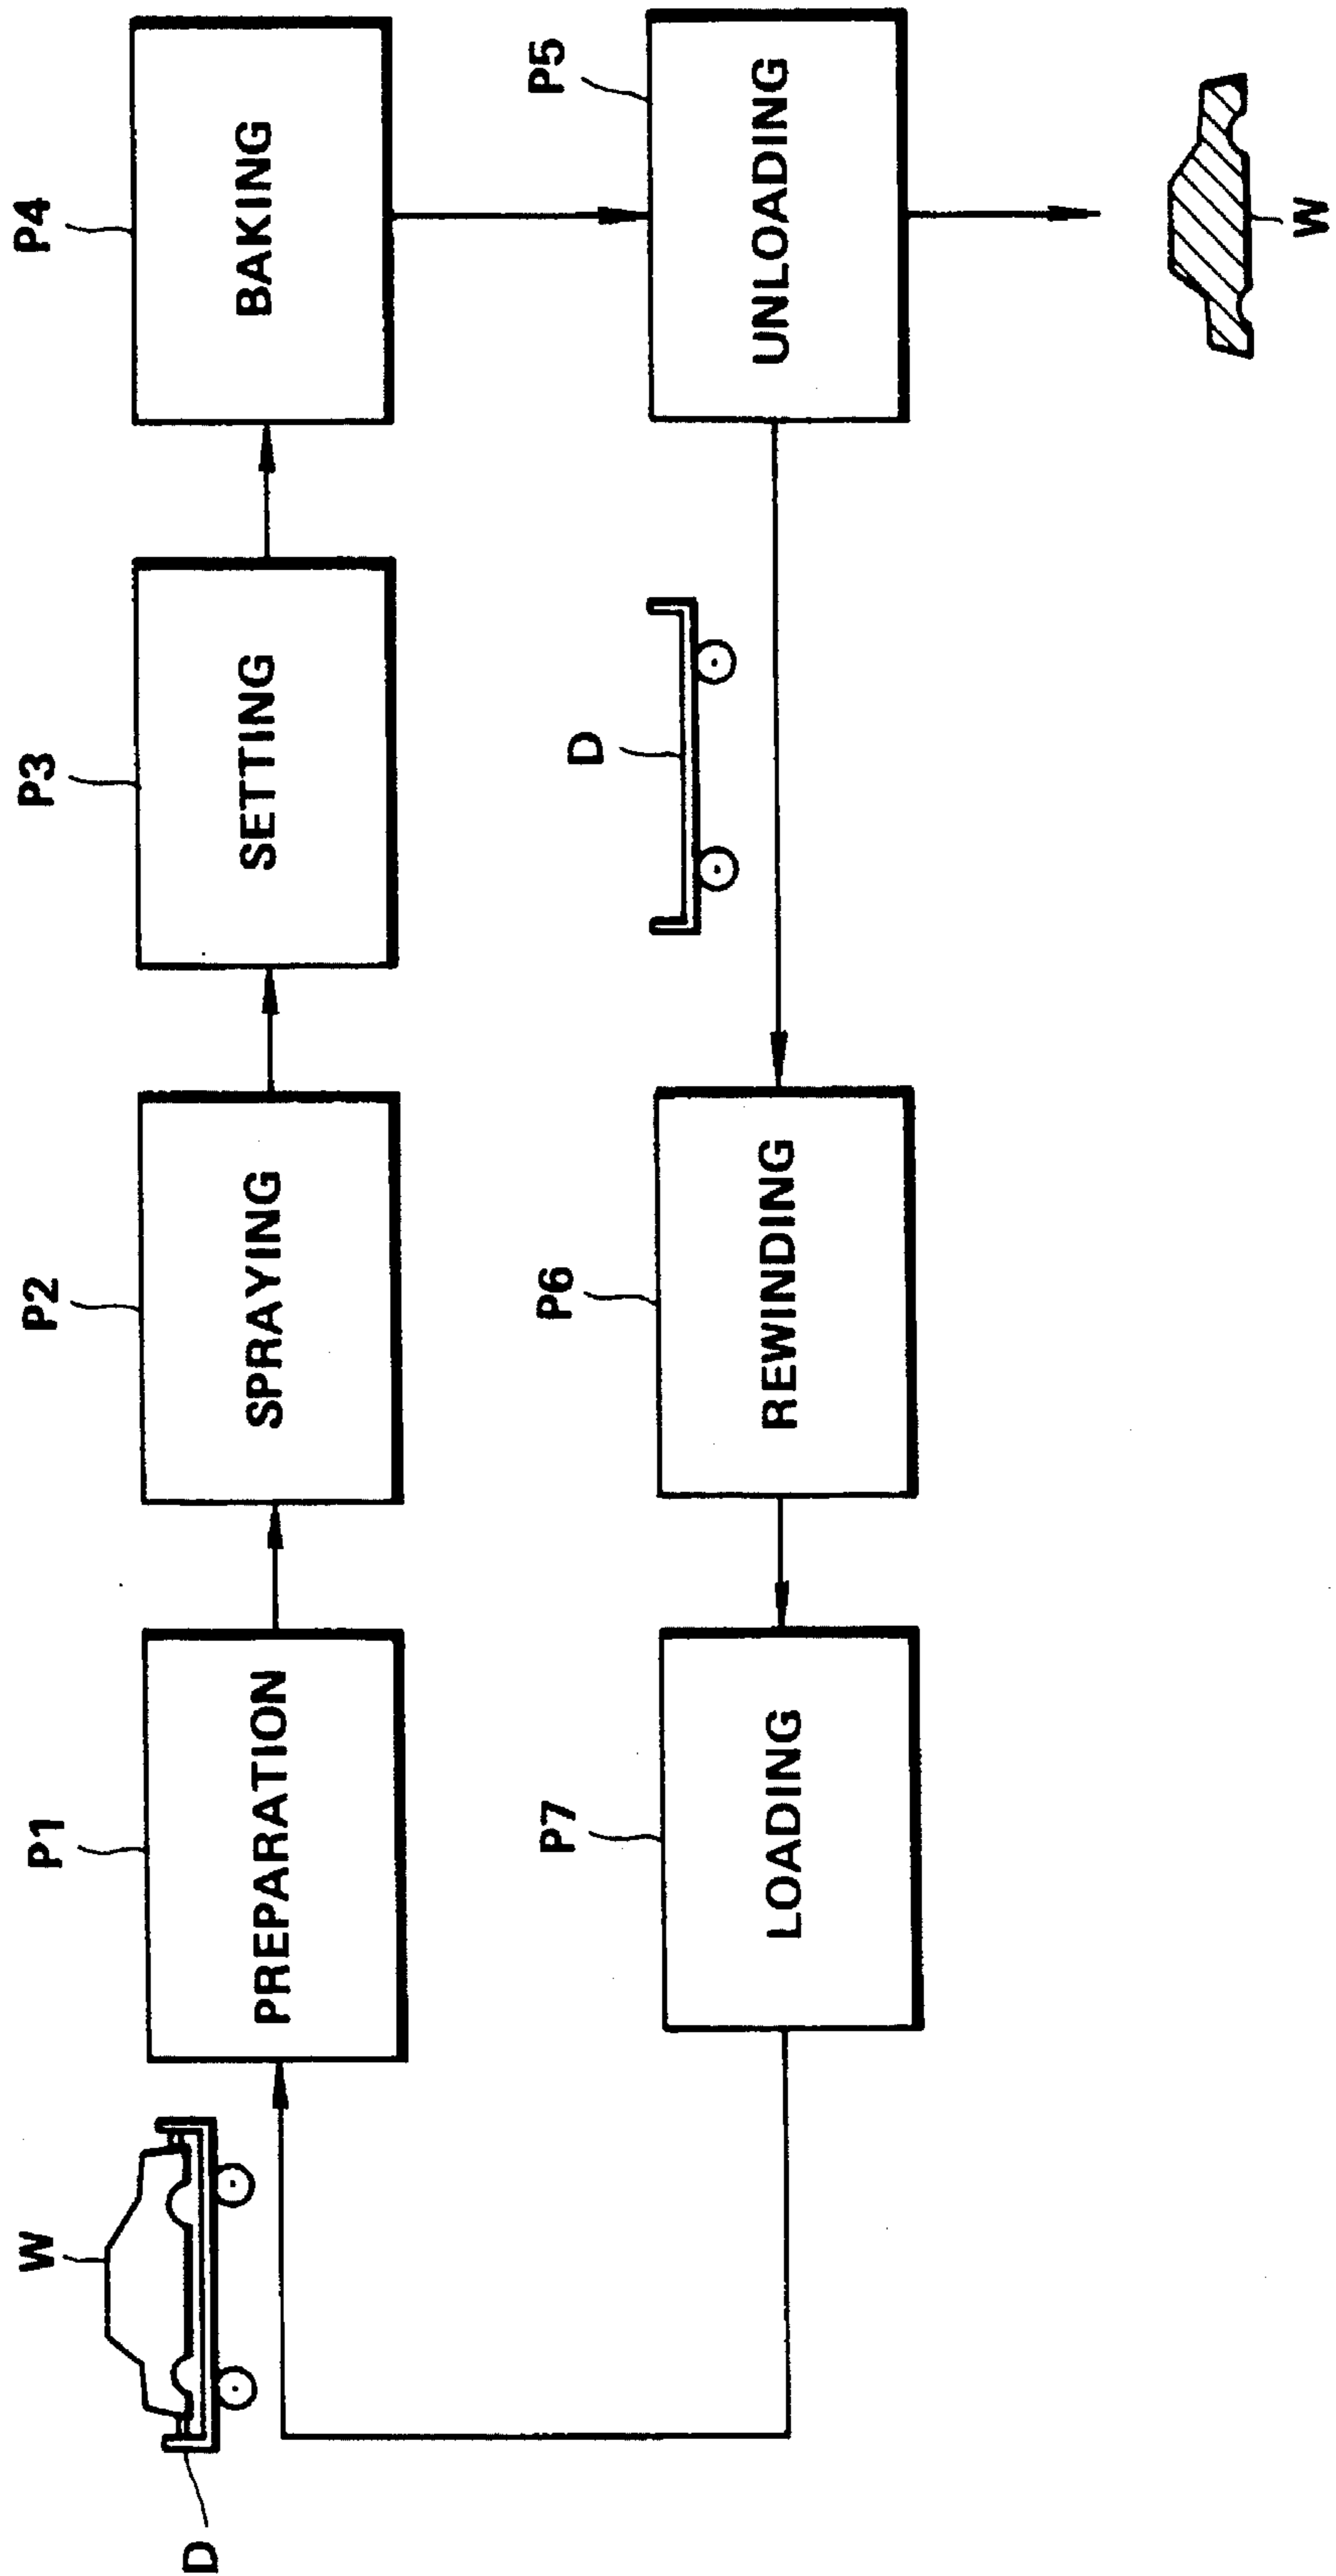 W
D
P1
PREPARATION
P2
SPRAYING
P3
SETTING
P4
BAKING
P5
UNLOADING
D
P6
REWINDING
P7
LOADING
W